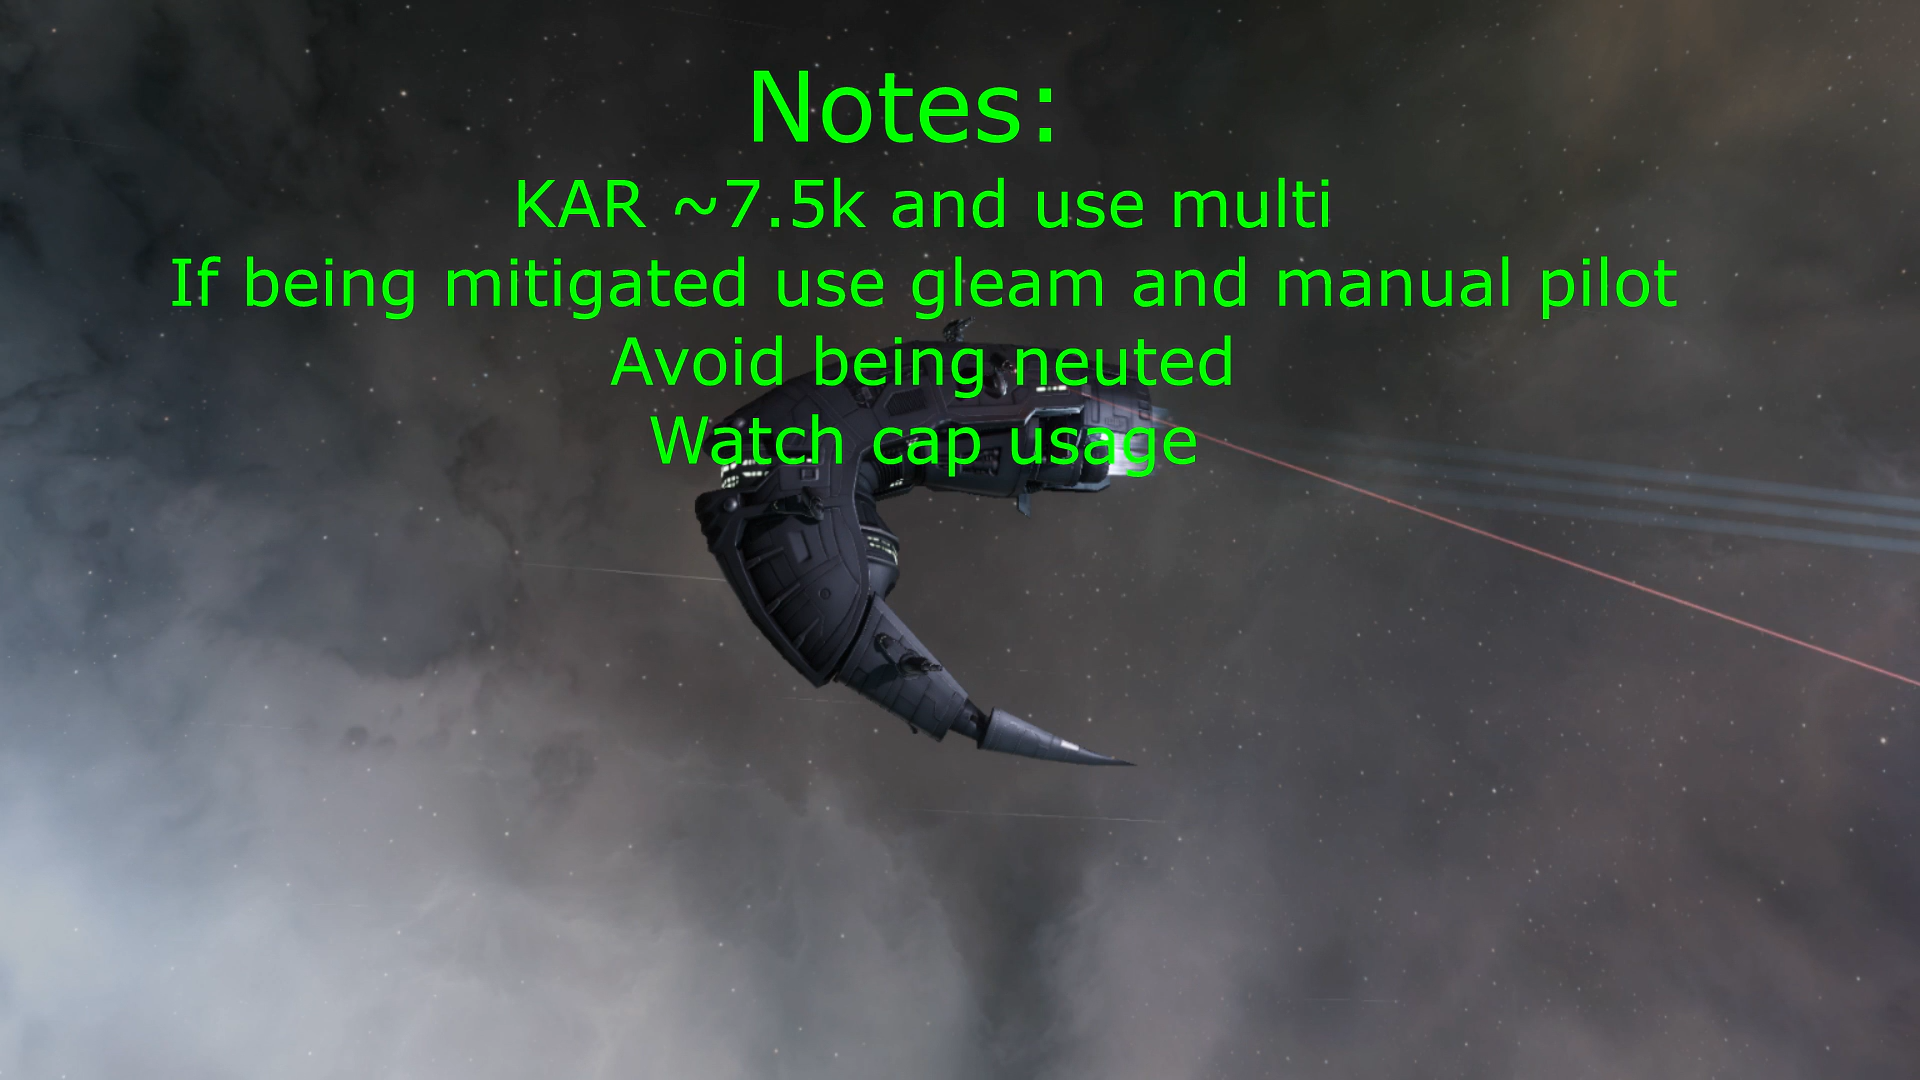 Notes:
KAR ~7.5k and use multi
If being mitigated use gleam and manual pilot
Avoid being neuted
Watch cap usage